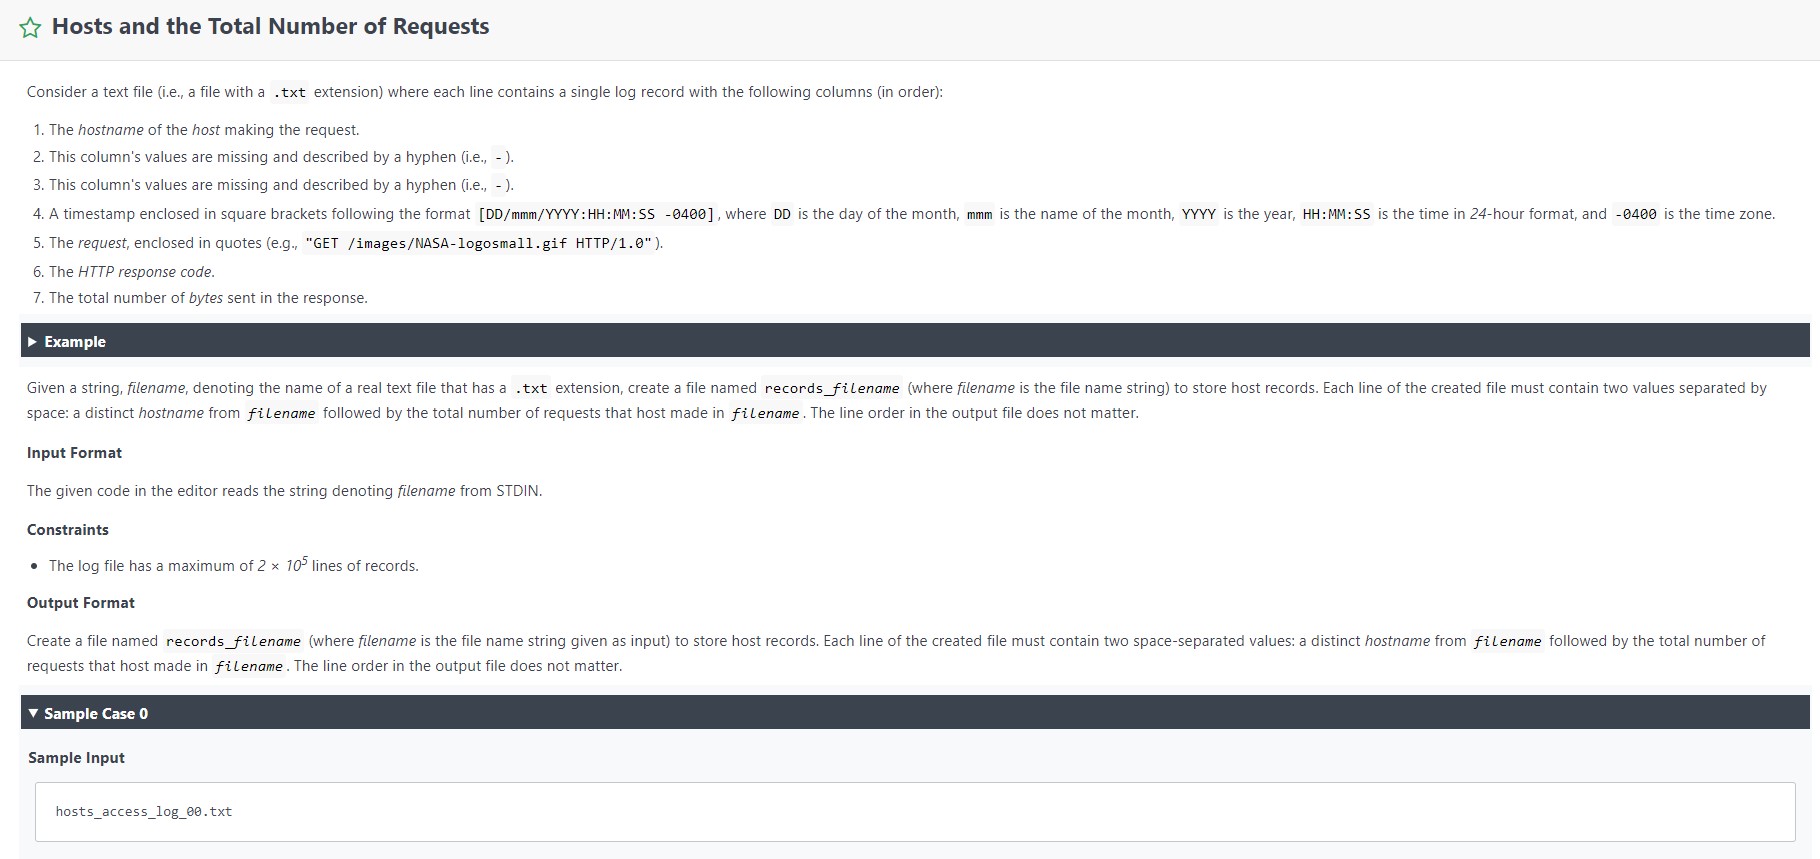 Hosts and the Total Number of Requests
Consider a text file (i.e., a file with a .txt extension) where each line contains a single log record with the following columns (in order):
1. The hostname of the host making the request.
2. This column's values are missing and described by a hyphen (i.e., - ).
3. This column's values are missing and described by a hyphen (i.e., - ).
4. A timestamp enclosed in square brackets following the format [DD/mmm/YYYY:HH:MM:SS -0400], where DD is the day of the month, mmm is the name of the month, YYYY is the year, HH:MM:SS is the time in 24-hour format, and -0400 is the time zone.
5. The request, enclosed in quotes (e.g., "GET /images/NASA-logosmall.gif HTTP/1.0").
6. The HTTP response code.
7. The total number of bytes sent in the response.
Example
Given a string, filename, denoting the name of a real text file that has a .txt extension, create a file named records_filename (where filename is the file name string) to store host records. Each line of the created file must contain two values separated by
space: a distinct hostname from filename followed by the total number of requests that host made in filename. The line order in the output file does not matter.
Input Format
The given code in the editor reads the string denoting filename from STDIN.
Constraints
• The log file has a maximum of 2 × 10⁵ lines of records.
Output Format
Create a file named records_filename (where filename is the file name string given as input) to store host records. Each line of the created file must contain two space-separated values: a distinct hostname from filename followed by the total number of
requests that host made in filename. The line order in the output file does not matter.
Sample Case 0
Sample Input
hosts_access_log_00.txt